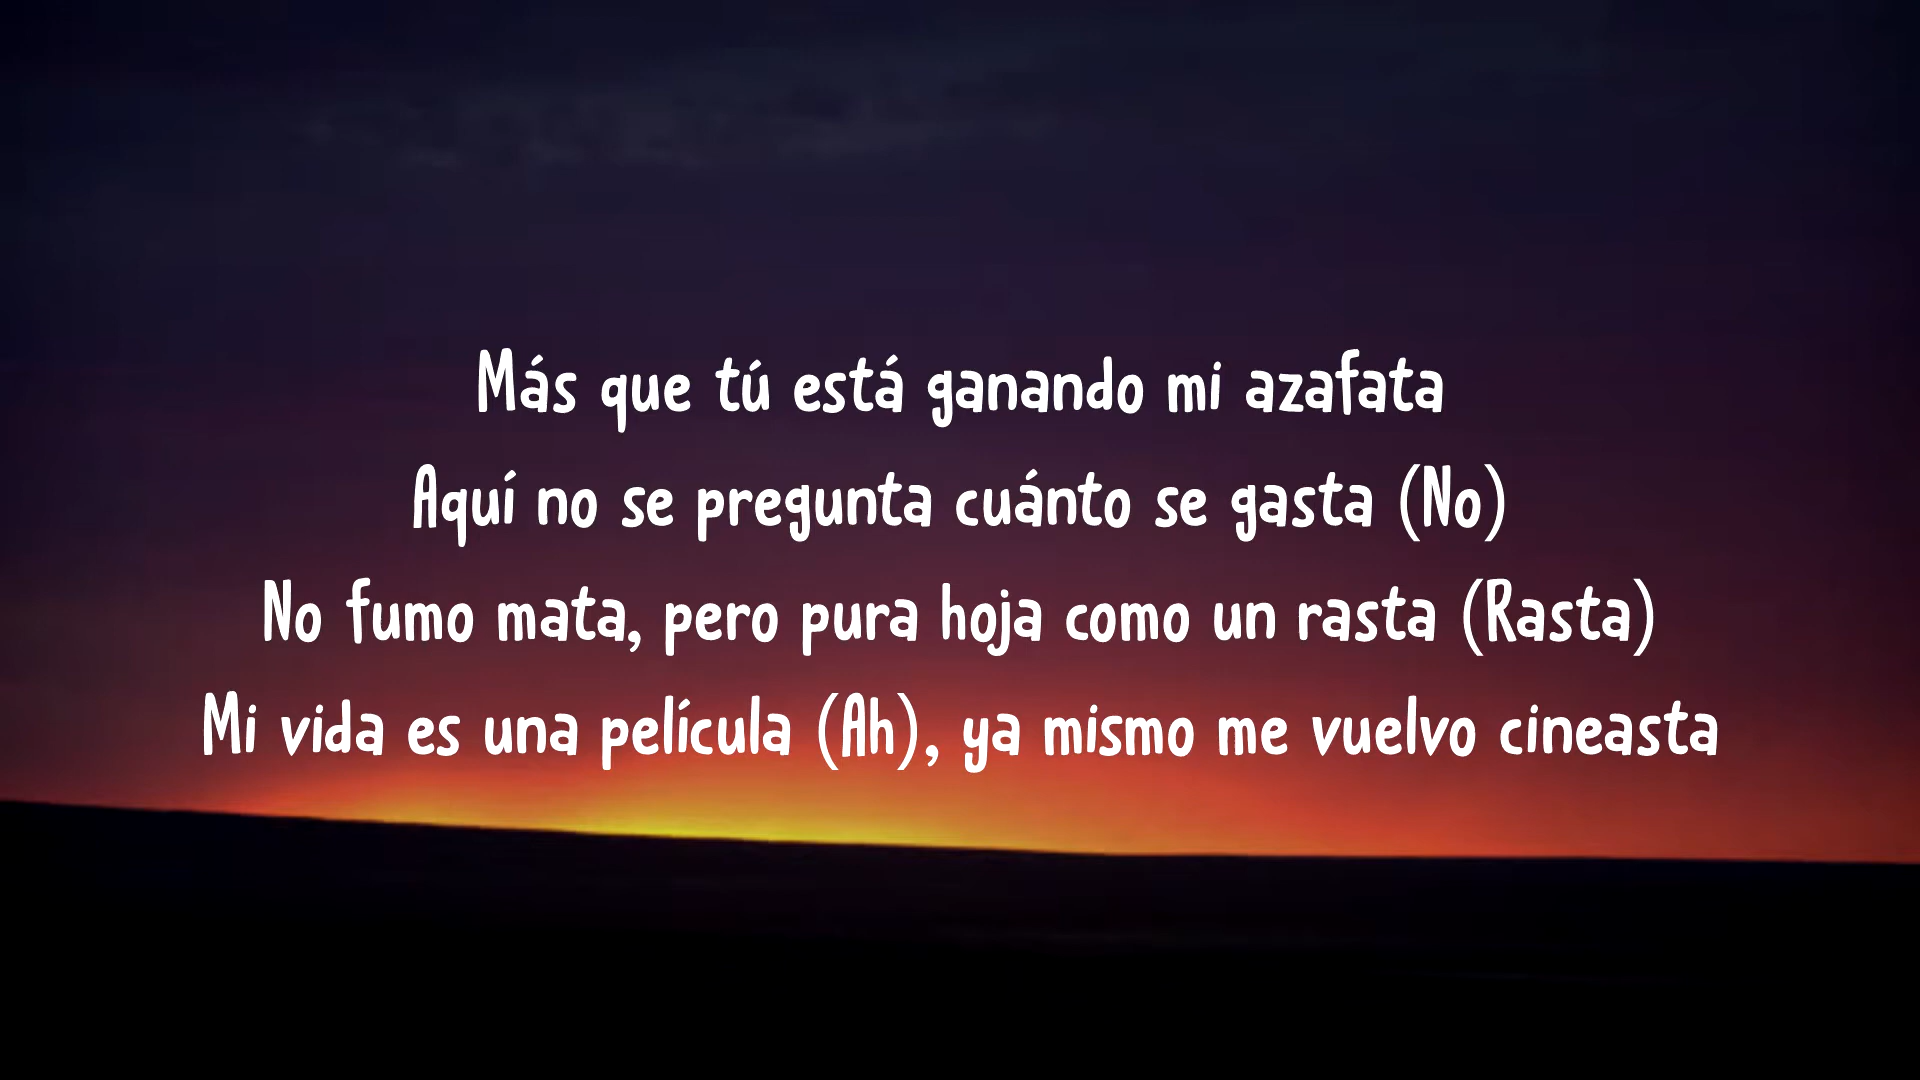 Más que tú está ganando mi azafata
Aquí no se pregunta cuánto se gasta (No)
No fumo mata, pero pura hoja como un rasta (Rasta)
Mi vida es una película (Ah), ya mismo me vuelvo cineasta